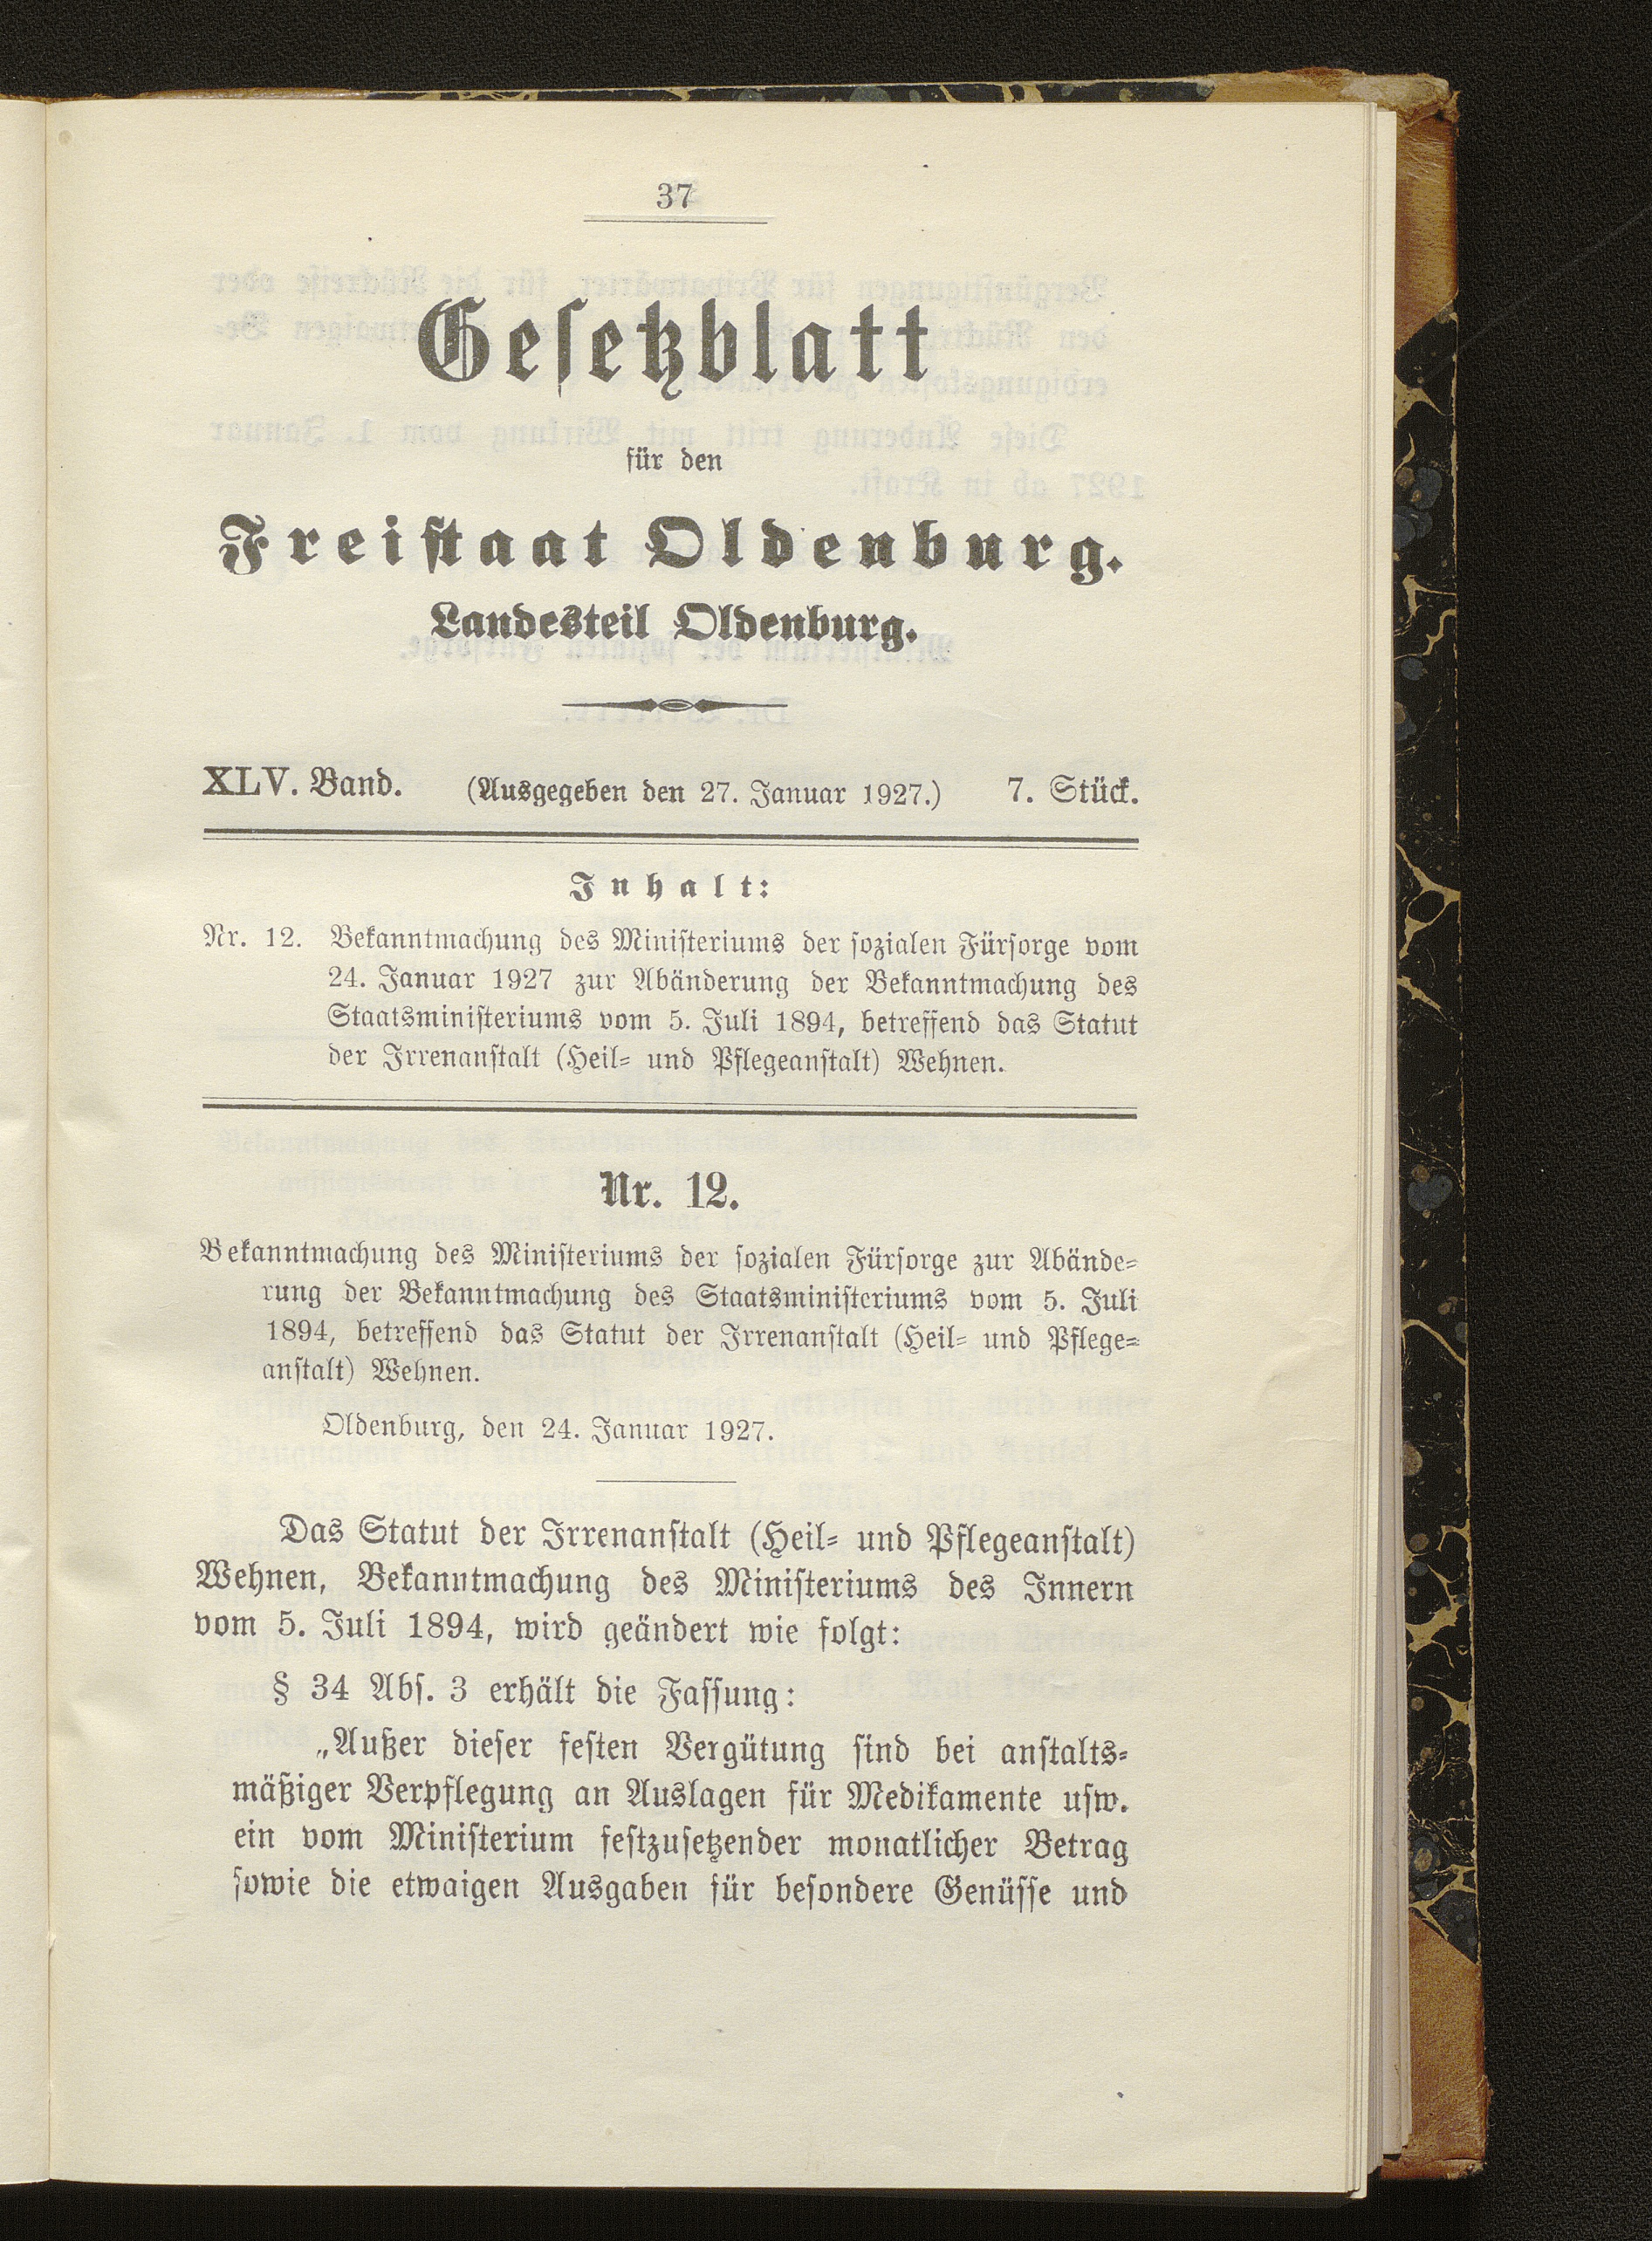 37
Gesetzblatt
für den
Freistaat Oldenburg.
Landesteil Oldenburg.
XLV. Band. (Ausgegeben den 27. Januar 1927.) 7. Stück.
Inhalt:
Nr. 12. Bekanntmachung des Ministeriums der sozialen Fürsorge vom
24. Januar 1927 zur Abänderung der Bekanntmachung des
Staatsministeriums vom 5. Juli 1894, betreffend das Statut
der Irrenanstalt (Heil- und Pflegeanstalt) Wehnen.
Nr. 12.
Bekanntmachung des Ministeriums der sozialen Fürsorge zur Abände-
rung der Bekanntmachung des Staatsministeriums vom 5. Juli
1894, betreffend das Statut der Irrenanstalt (Heil- und Pflege-
anstalt) Wehnen.
Oldenburg, den 24. Januar 1927.
Das Statut der Irrenanstalt (Heil- und Pflegeanstalt)
Wehnen, Bekanntmachung des Ministeriums des Innern
vom 5. Juli 1894, wird geändert wie folgt:
§ 34 Abs. 3 erhält die Fassung:
„Außer dieser festen Vergütung sind bei anstalts-
mäßiger Verpflegung an Auslagen für Medikamente usw.
ein vom Ministerium festzusetzender monatlicher Betrag
sowie die etwaigen Ausgaben für besondere Genüsse und